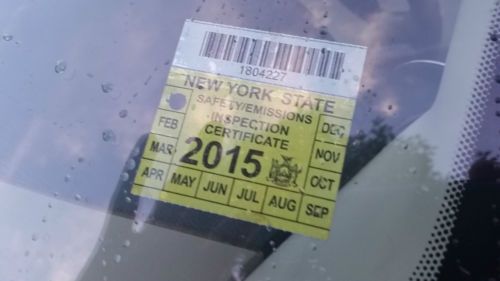 1804227
NEW YORK STATE
SAFETY/EMISSIONS
INSPECTION
CERTIFICATE
2015
FEB
MAR
APR MAY JUN JUL AUG SEP
OCT
NOV
DEC